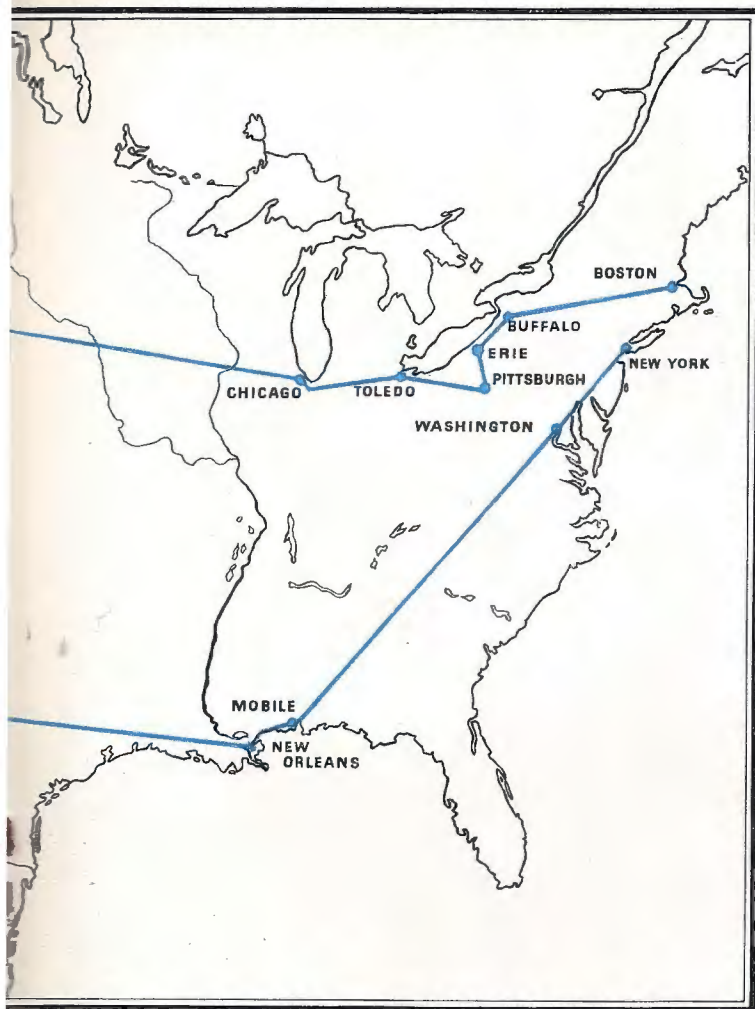 BOSTON
BUFFALO
ERIE
NEW YORK
CHICAGO
TOLEDO
PITTSBURGH
WASHINGTON
MOBILE
NEW
ORLEANS